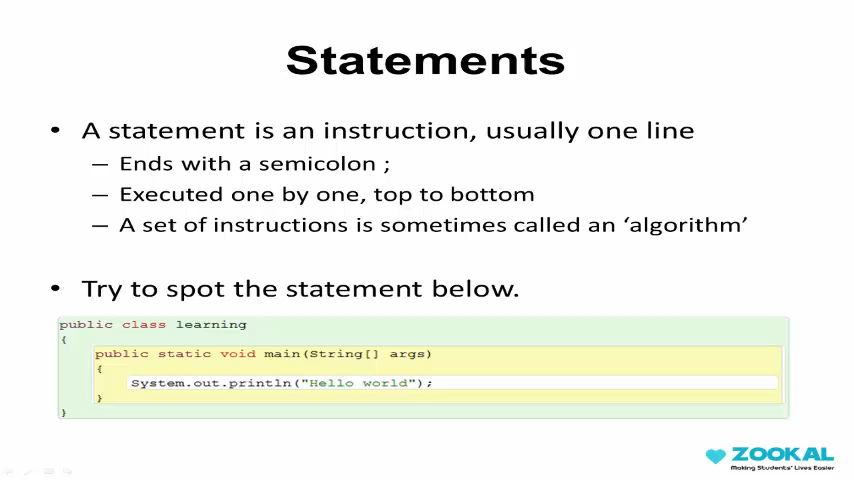 Statements
• A statement is an instruction, usually one line
– Ends with a semicolon ;
– Executed one by one, top to bottom
– A set of instructions is sometimes called an ‘algorithm’
• Try to spot the statement below.
public class learning
{
public static void main(String[] args)
{
System.out.println("Hello world");
}
}
ZOOKAL
Making Students' Lives Easier